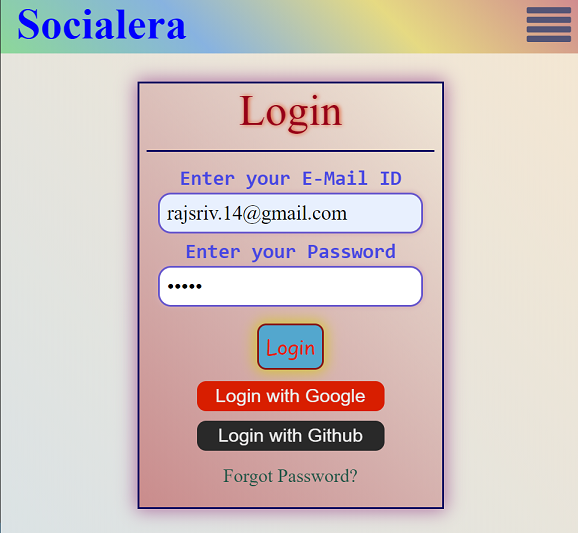 Socialera
Login
Enter your E-Mail ID
rajsriv.14@gmail.com
Enter your Password
•••••
Login
Login with Google
Login with Github
Forgot Password?